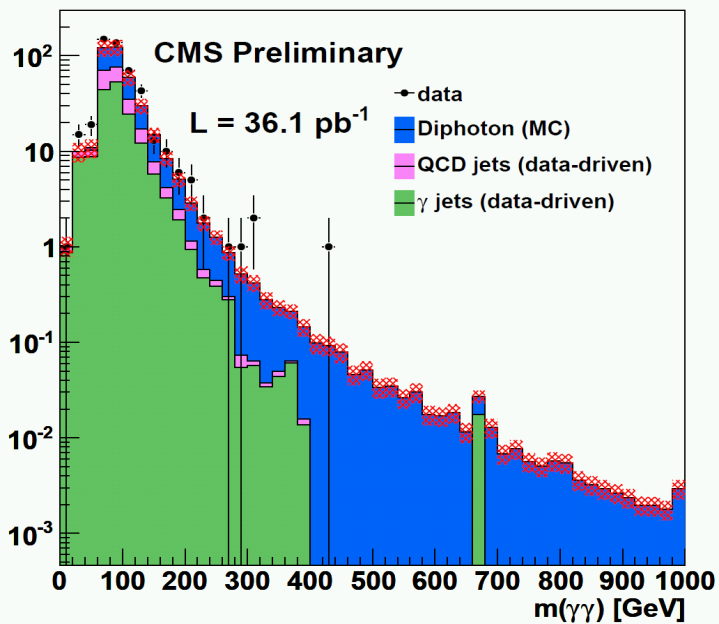 CMS Preliminary
L = 36.1 pb⁻¹
data
Diphoton (MC)
QCD jets (data-driven)
γ jets (data-driven)
10²
10
1
10⁻¹
10⁻²
10⁻³
0 100 200 300 400 500 600 700 800 900 1000
m(γγ) [GeV]